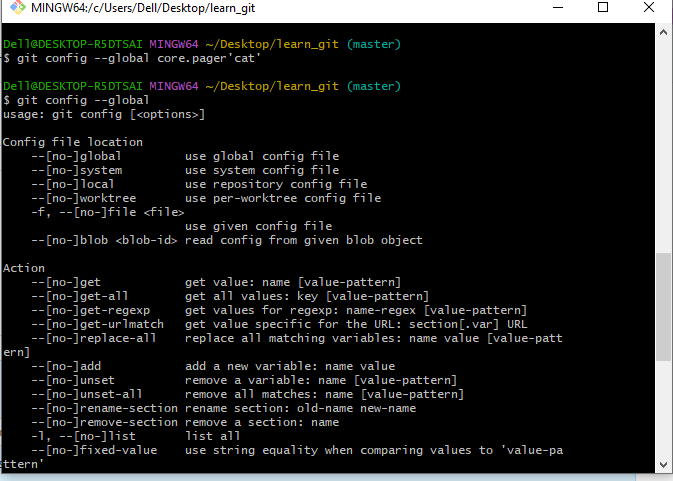 MINGW64:/c/Users/Dell/Desktop/learn_git
Dell@DESKTOP-R5DTSAI MINGW64 ~/Desktop/learn_git (master)
$ git config --global core.pager'cat'
Dell@DESKTOP-R5DTSAI MINGW64 ~/Desktop/learn_git (master)
$ git config --global
usage: git config [<options>]
Config file location
    --[no-]global         use global config file
    --[no-]system         use system config file
    --[no-]local          use repository config file
    --[no-]worktree       use per-worktree config file
    -f, --[no-]file <file>
                          use given config file
    --[no-]blob <blob-id> read config from given blob object
Action
    --[no-]get            get value: name [value-pattern]
    --[no-]get-all        get all values: key [value-pattern]
    --[no-]get-regexp     get values for regexp: name-regex [value-pattern]
    --[no-]get-urlmatch   get value specific for the URL: section[.var] URL
    --[no-]replace-all    replace all matching variables: name value [value-patt
ern]
    --[no-]add            add a new variable: name value
    --[no-]unset          remove a variable: name [value-pattern]
    --[no-]unset-all      remove all matches: name [value-pattern]
    --[no-]rename-section rename section: old-name new-name
    --[no-]remove-section remove a section: name
    -l, --[no-]list       list all
    --[no-]fixed-value    use string equality when comparing values to 'value-pa
ttern'